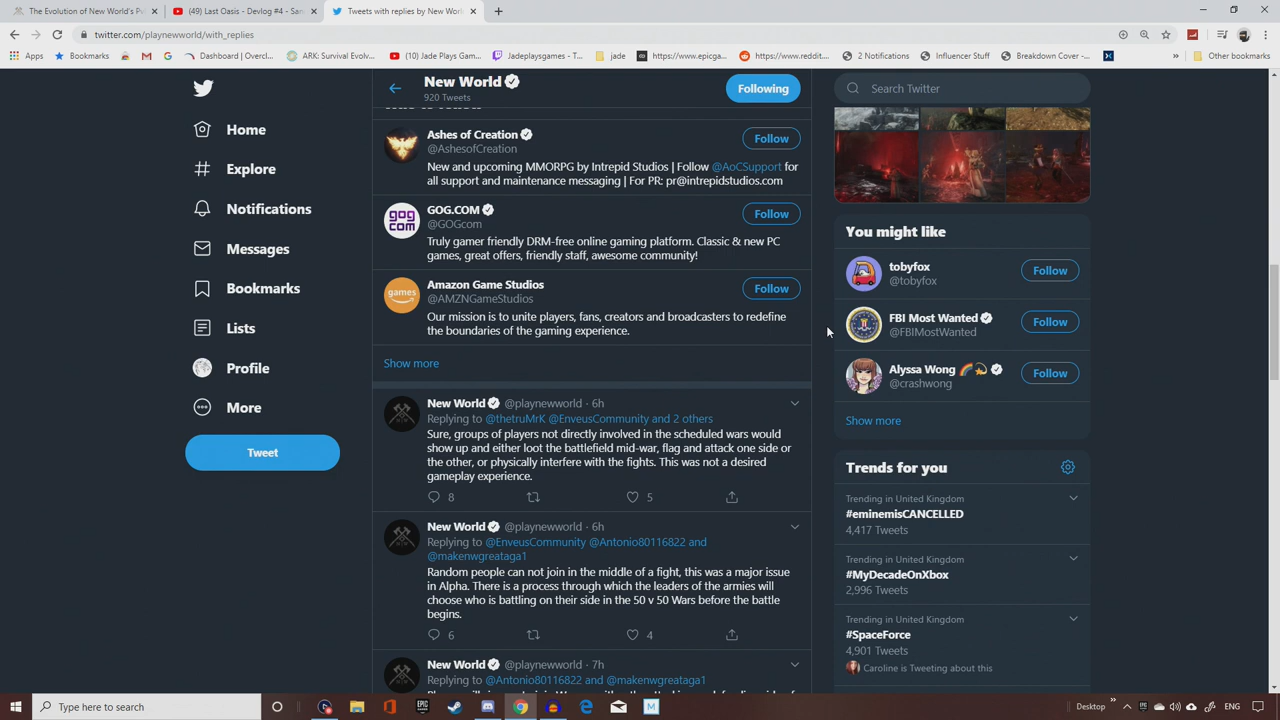 The Evolution of New World's P
(49) Last Oasis - Devlog #4 - San
Tweets with replies by New Worl
twitter.com/playnewworld/with_replies
Apps
Bookmarks
YouTube
Google
Dashboard | Overcl...
ARK: Survival Evolv...
(10) Jade Plays Gam...
Jadeplaysgames - T...
jade
https://www.epicga...
https://www.reddit....
2 Notifications
Influencer Stuff
Breakdown Cover -...
Other bookmarks
Home
Explore
Notifications
Messages
Bookmarks
Lists
Profile
More
Tweet
New World
920 Tweets
Following
Ashes of Creation
@AshesofCreation
Follow
New and upcoming MMORPG by Intrepid Studios | Follow @AoCSupport for
all support and maintenance messaging | For PR: pr@intrepidstudios.com
gog
com
GOG.COM
@GOGcom
Follow
Truly gamer friendly DRM-free online gaming platform. Classic & new PC
games, great offers, friendly staff, awesome community!
games
Amazon Game Studios
@AMZNGameStudios
Follow
Our mission is to unite players, fans, creators and broadcasters to redefine
the boundaries of the gaming experience.
Show more
New World @playnewworld · 6h
Replying to @thetruMrK @EnveusCommunity and 2 others
Sure, groups of players not directly involved in the scheduled wars would
show up and either loot the battlefield mid-war, flag and attack one side or
the other, or physically interfere with the fights. This was not a desired
gameplay experience.
8 5
New World @playnewworld · 6h
Replying to @EnveusCommunity @Antonio80116822 and
@makenwgreataga1
Random people can not join in the middle of a fight, this was a major issue
in Alpha. There is a process through which the leaders of the armies will
choose who is battling on their side in the 50 v 50 Wars before the battle
begins.
6 4
New World @playnewworld · 7h
Replying to @Antonio80116822 and @makenwgreataga1
Search Twitter
You might like
tobyfox
@tobyfox
Follow
FBI Most Wanted
@FBIMostWanted
Follow
Alyssa Wong
@crashwong
Follow
Show more
Trends for you
Trending in United Kingdom
#eminemisCANCELLED
4,417 Tweets
Trending in United Kingdom
#MyDecadeOnXbox
2,996 Tweets
Trending in United Kingdom
#SpaceForce
4,901 Tweets
Caroline is Tweeting about this
Type here to search
EPIC
Desktop
ENG